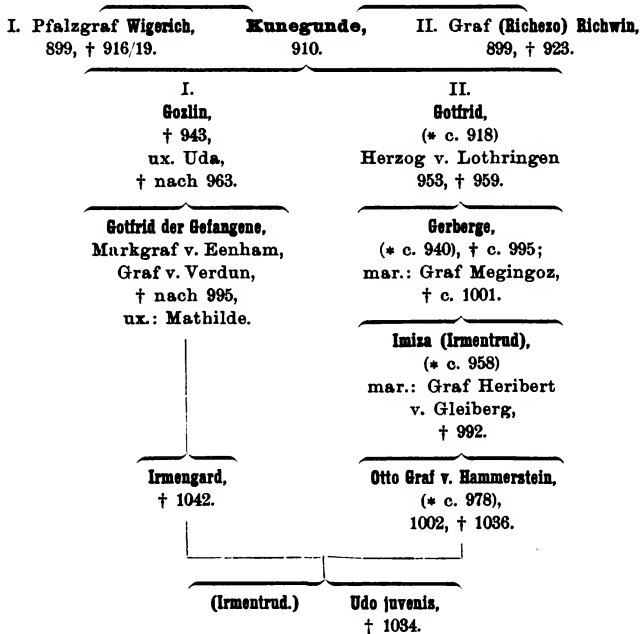 I. Pfalzgraf Wigerich, Kunegunde, II. Graf (Richezo) Richwin,
899, † 916/19. 910. 899, † 923.
I. II.
Gozlin, Gotfrid,
† 943, (* c. 918)
ux. Uda, Herzog v. Lothringen
† nach 963. 953, † 959.
Gotfrid der Gefangene, Gerberge,
Markgraf v. Eenham, (* c. 940), † c. 995;
Graf v. Verdun, mar.: Graf Megingoz,
† nach 995, † c. 1001.
ux.: Mathilde.
Imiza (Irmentrud),
(* c. 958)
mar.: Graf Heribert
v. Gleiberg,
† 992.
Irmengard, Otto Graf v. Hammerstein,
† 1042. (* c. 978),
1002, † 1036.
(Irmentrud.) Udo juvenis,
† 1034.